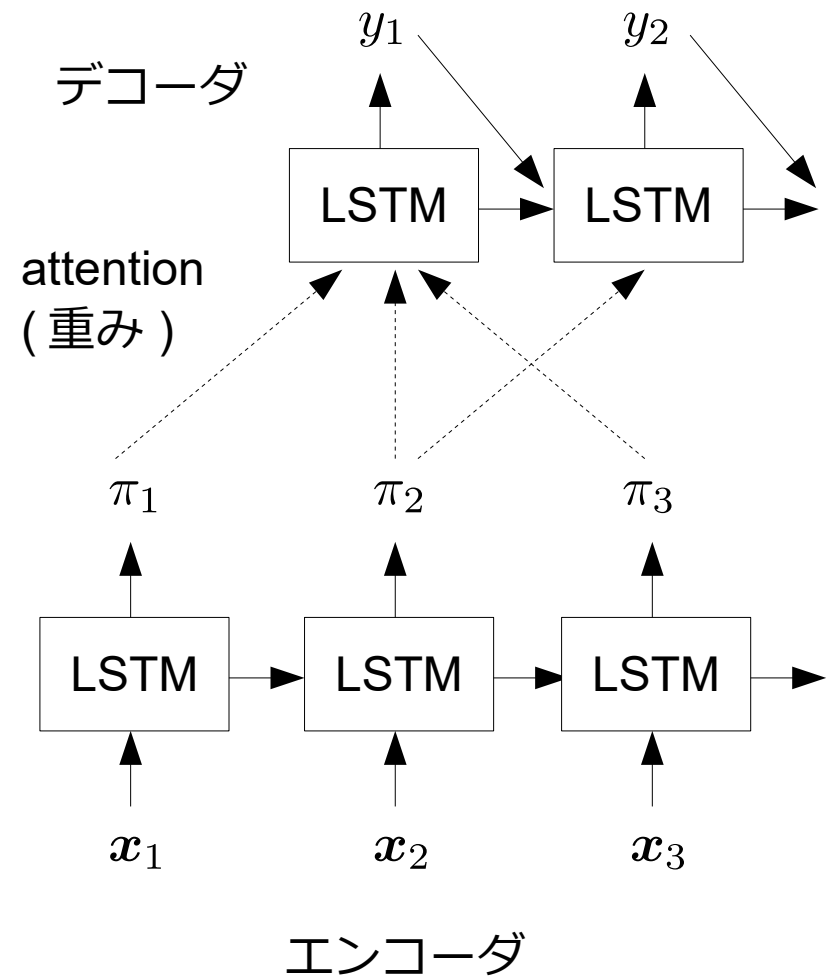 y₁ y₂
デコーダ
LSTM LSTM
attention
( 重み )
π₁ π₂ π₃
LSTM LSTM LSTM
x₁ x₂ x₃
エンコーダ